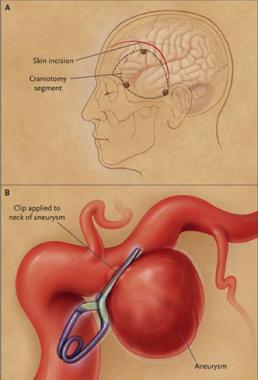 A
Skin incision
Craniotomy
segment
B
Clip applied to
neck of aneurysm
Aneurysm